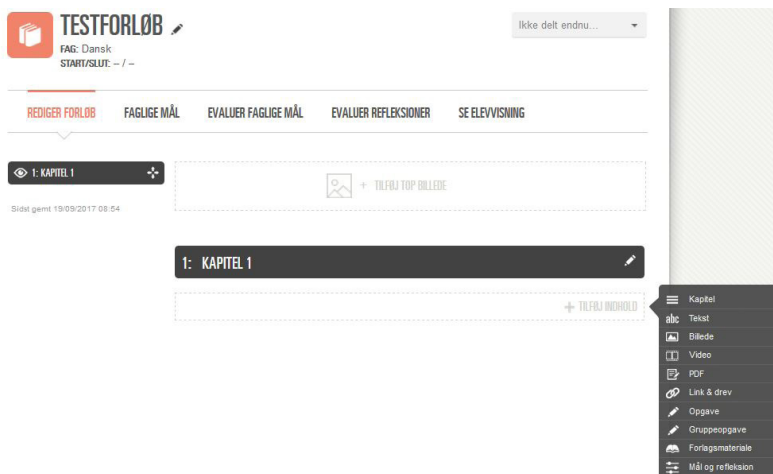 TESTFORLØB
FAG: Dansk
START/SLUT: – / –
Ikke delt endnu...
REDIGER FORLØB FAGLIGE MÅL EVALUER FAGLIGE MÅL EVALUER REFLEKSIONER SE ELEVVISNING
1: KAPITEL 1
Sidst gemt 19/09/2017 08:54
+ TILFØJ TOP BILLEDE
1: KAPITEL 1
+ TILFØJ INDHOLD
Kapitel
abc Tekst
Billede
Video
PDF
Link & drev
Opgave
Gruppeopgave
Forlagsmateriale
Mål og refleksion